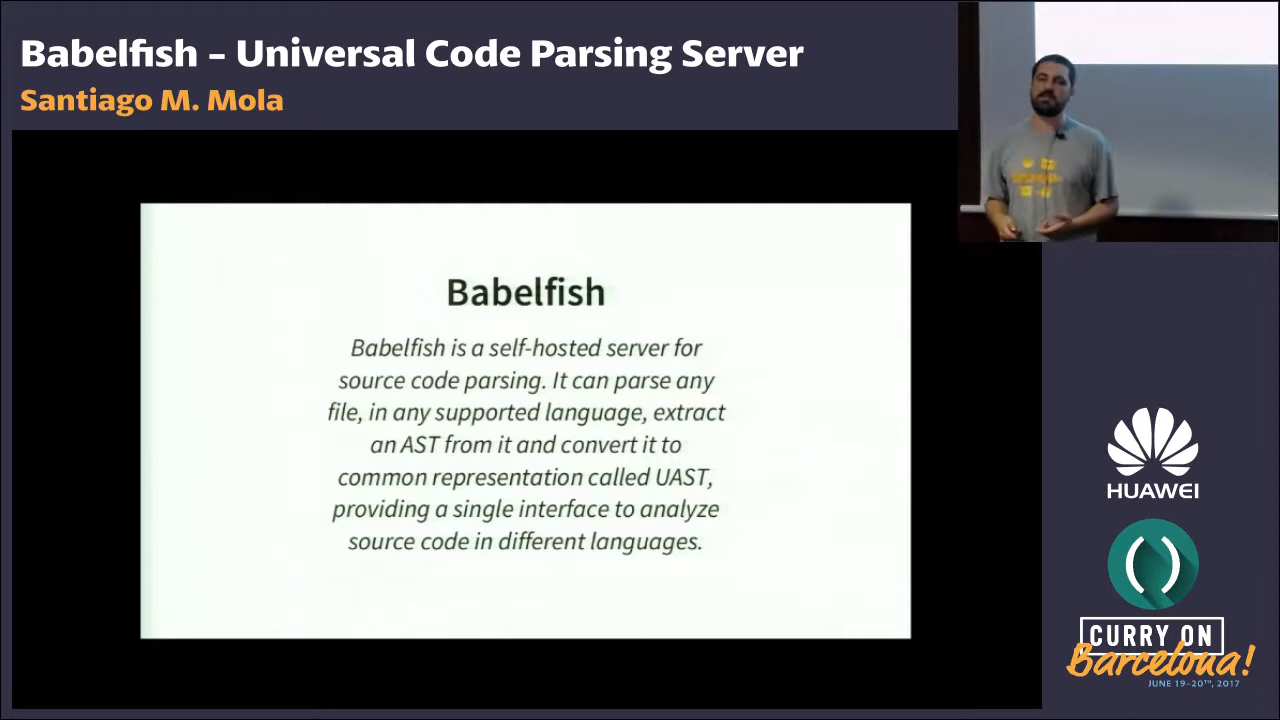 Babelfish – Universal Code Parsing Server
Santiago M. Mola
Babelfish
Babelfish is a self-hosted server for
source code parsing. It can parse any
file, in any supported language, extract
an AST from it and convert it to
common representation called UAST,
providing a single interface to analyze
source code in different languages.
HUAWEI
CURRY ON
Barcelona!
JUNE 19-20TH, 2017